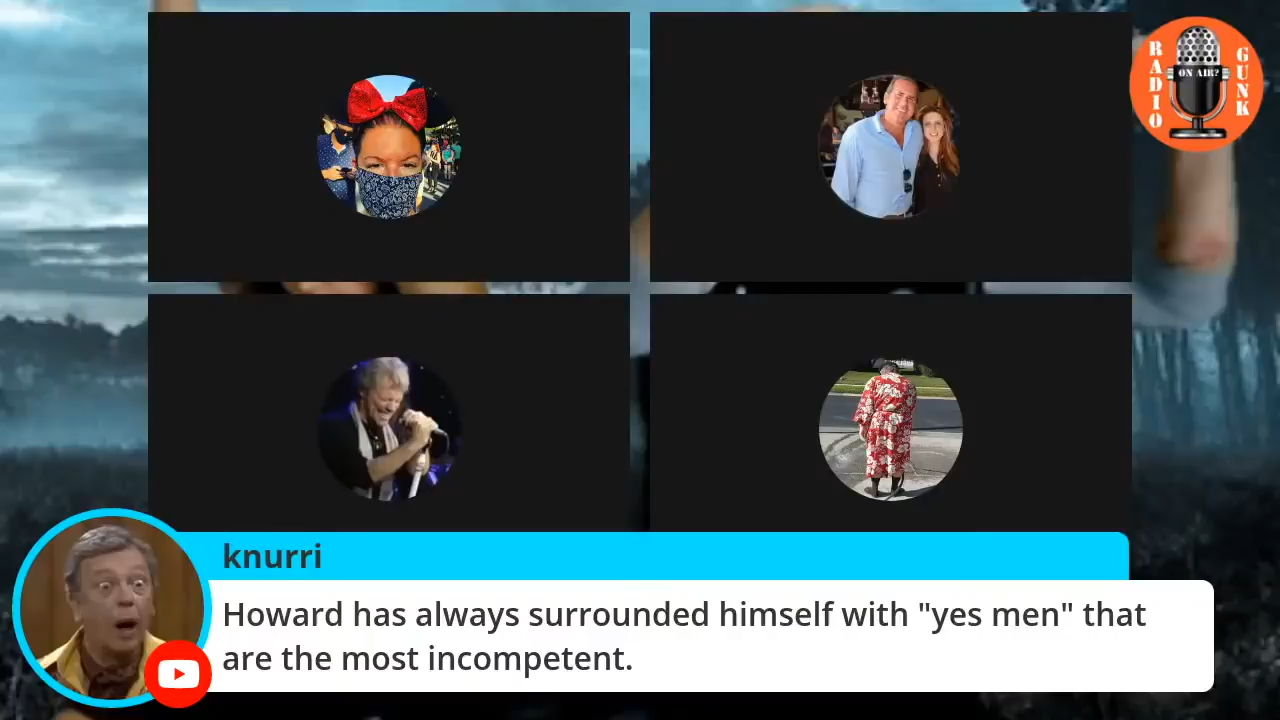 RADIO
ON AIR?
GUNK
knurri
Howard has always surrounded himself with "yes men" that
are the most incompetent.